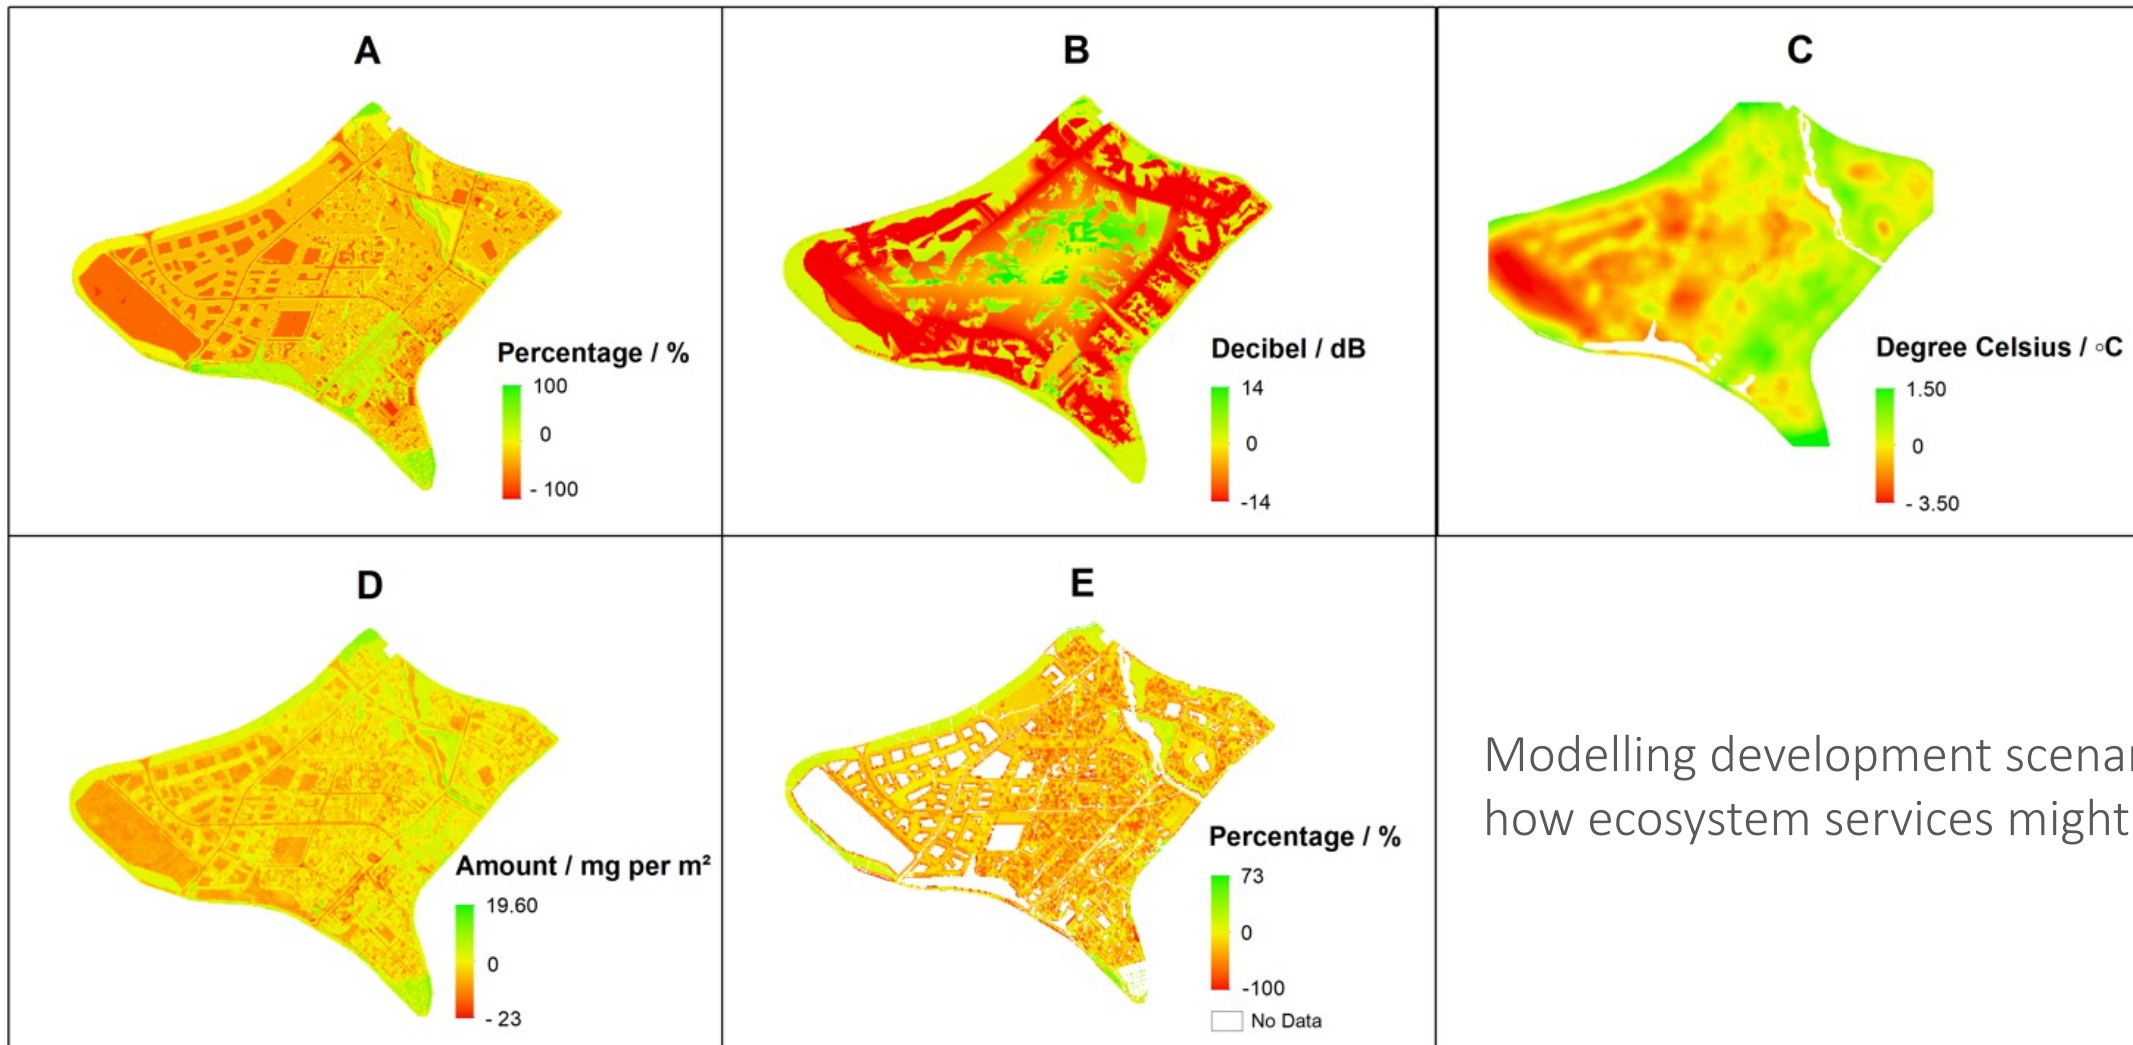 A
Percentage / %
100
0
- 100
B
Decibel / dB
14
0
-14
C
Degree Celsius / ◦C
1.50
0
- 3.50
D
Amount / mg per m²
19.60
0
- 23
E
Percentage / %
73
0
-100
No Data
Modelling development
how ecosystem services might